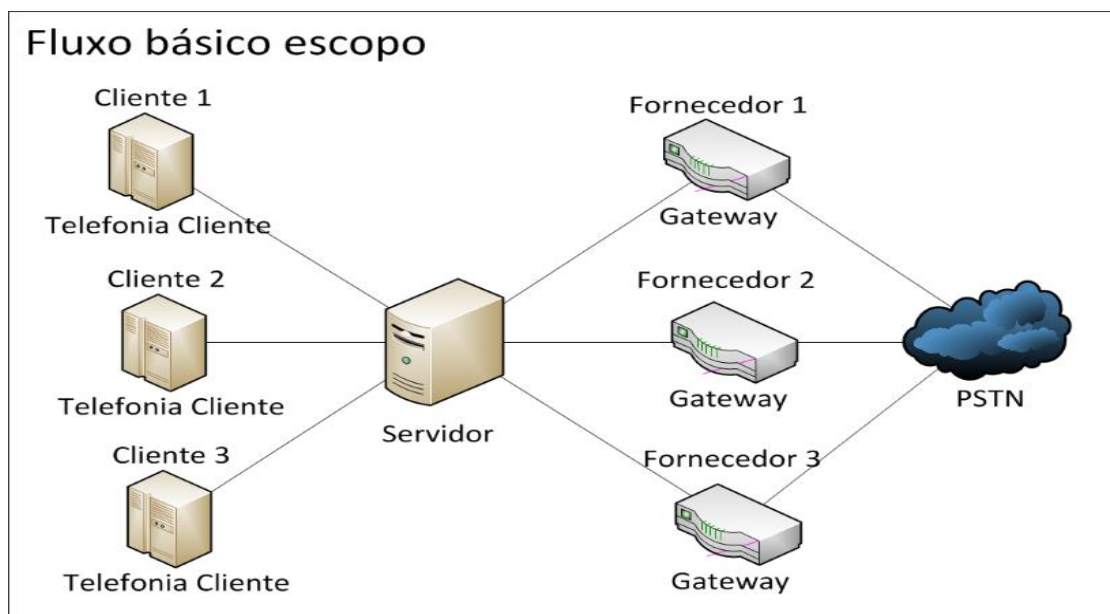 Fluxo básico escopo
Cliente 1
Telefonia Cliente
Cliente 2
Telefonia Cliente
Cliente 3
Telefonia Cliente
Servidor
Fornecedor 1
Gateway
Fornecedor 2
Gateway
Fornecedor 3
Gateway
PSTN